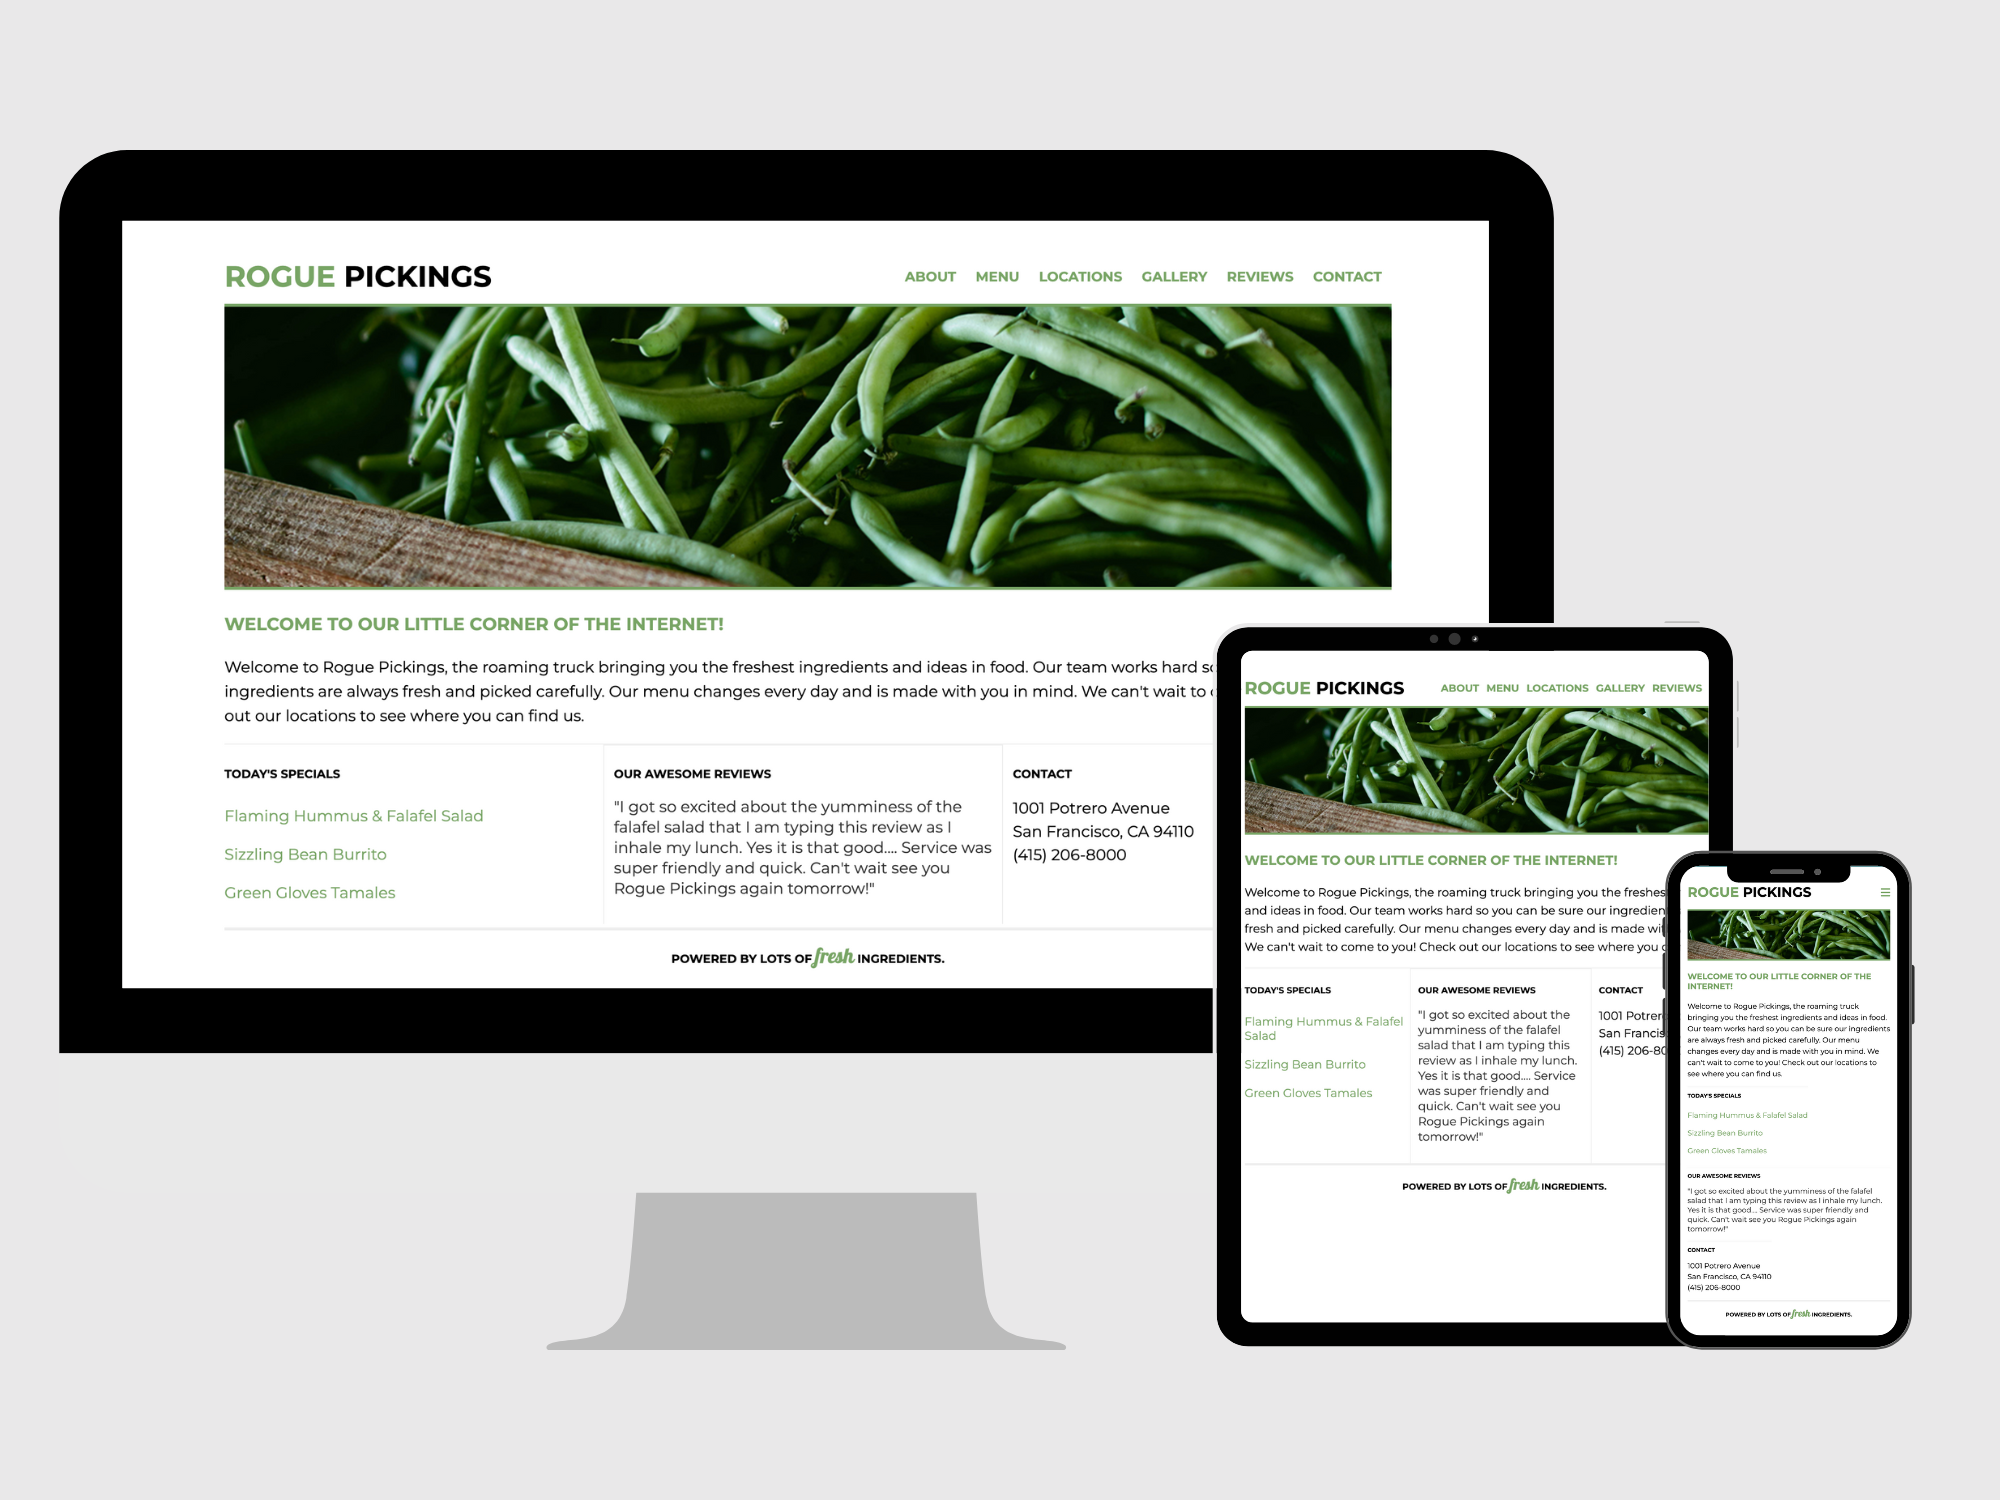 ROGUE PICKINGS
ABOUT MENU LOCATIONS GALLERY REVIEWS CONTACT
WELCOME TO OUR LITTLE CORNER OF THE INTERNET!
Welcome to Rogue Pickings, the roaming truck bringing you the freshest ingredients and ideas in food. Our team works hard
ingredients are always fresh and picked carefully. Our menu changes every day and is made with you in mind. We can't wait to
out our locations to see where you can find us.
TODAY'S SPECIALS
Flaming Hummus & Falafel Salad
Sizzling Bean Burrito
Green Gloves Tamales
OUR AWESOME REVIEWS
"I got so excited about the yumminess of the
falafel salad that I am typing this review as I
inhale my lunch. Yes it is that good.... Service was
super friendly and quick. Can't wait see you
Rogue Pickings again tomorrow!"
CONTACT
1001 Potrero Avenue
San Francisco, CA 94110
(415) 206-8000
POWERED BY LOTS OF fresh INGREDIENTS.
ROGUE PICKINGS
ABOUT MENU LOCATIONS GALLERY REVIEWS
WELCOME TO OUR LITTLE CORNER OF THE INTERNET!
Welcome to Rogue Pickings, the roaming truck bringing you the
and ideas in food. Our team works hard so you can be sure our
fresh and picked carefully. Our menu changes every day and is made
We can't wait to come to you! Check out our locations to see where you
TODAY'S SPECIALS
Flaming Hummus & Falafel
Salad
Sizzling Bean Burrito
Green Gloves Tamales
OUR AWESOME REVIEWS
"I got so excited about the
yumminess of the falafel
salad that I am typing this
review as I inhale my lunch.
Yes it is that good.... Service
was super friendly and
quick. Can't wait see you
Rogue Pickings again
tomorrow!"
CONTACT
1001
San
(415)
POWERED BY LOTS OF fresh INGREDIENTS.
ROGUE PICKINGS
WELCOME TO OUR LITTLE CORNER OF THE
INTERNET!
Welcome to Rogue Pickings, the roaming truck
bringing you the freshest ingredients and ideas in food.
Our team works hard so you can be sure our ingredients
are always fresh and picked carefully. Our menu
changes every day and is made with you in mind. We
can't wait to come to you! Check out our locations to
see where you can find us.
TODAY'S SPECIALS
Flaming Hummus & Falafel Salad
Sizzling Bean Burrito
Green Gloves Tamales
OUR AWESOME REVIEWS
"I got so excited about the yumminess of the falafel
salad that I am typing this review as I inhale my lunch.
Yes it is that good.... Service was super friendly and
quick. Can't wait see you Rogue Pickings again
tomorrow!"
CONTACT
1001 Potrero Avenue
San Francisco, CA 94110
(415) 206-8000
POWERED BY LOTS OF fresh INGREDIENTS.